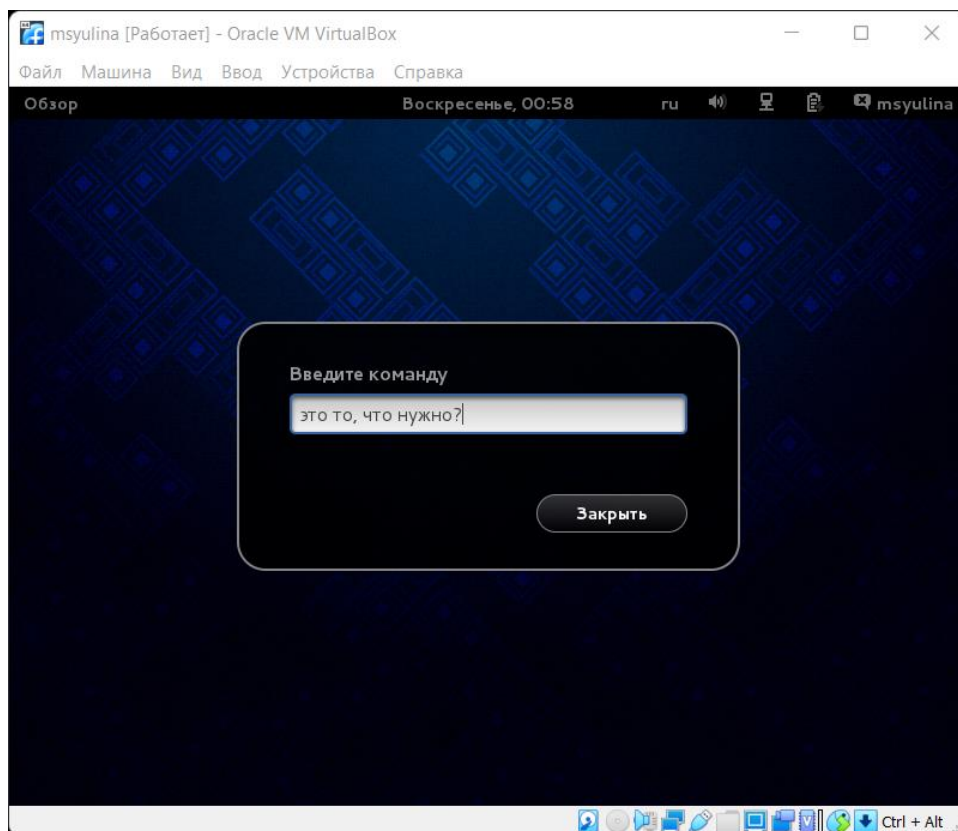 msyulina [Работает] - Oracle VM VirtualBox
Файл Машина Вид Ввод Устройства Справка
Обзор Воскресенье, 00:58 ru msyulina
Введите команду
это то, что нужно?
Закрыть
Ctrl + Alt